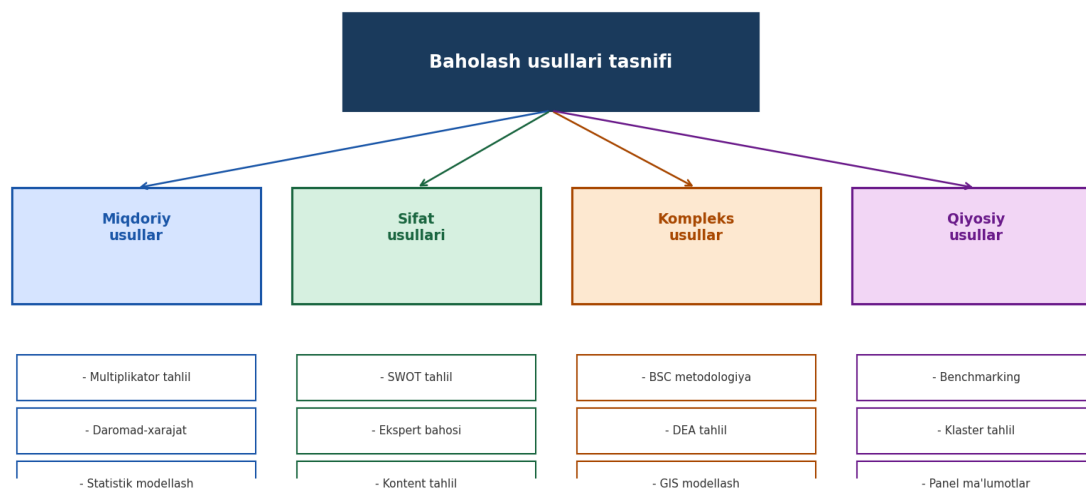 Baholash usullari tasnifi
Miqdoriy
usullar
Sifat
usullari
Kompleks
usullar
Qiyosiy
usullar
- Multiplikator tahlil
- SWOT tahlil
- BSC metodologiya
- Benchmarking
- Daromad-xarajat
- Ekspert bahosi
- DEA tahlil
- Klaster tahlil
- Statistik modellash
- Kontent tahlil
- GIS modellash
- Panel ma'lumotlar